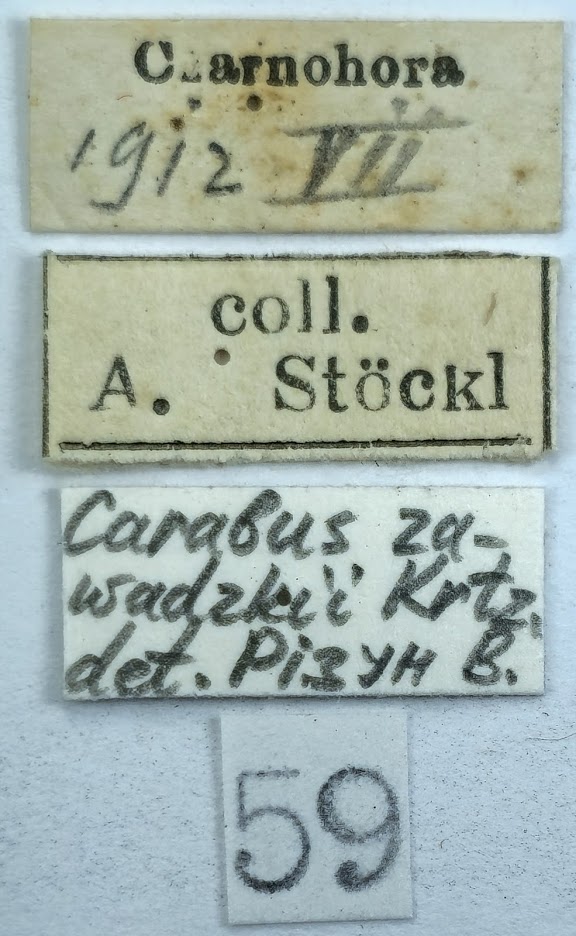 Czarnohora
1912 VII
coll.
A. Stöckl
Carabus za-
wadzkii Krtz.
det. Різун В.
59